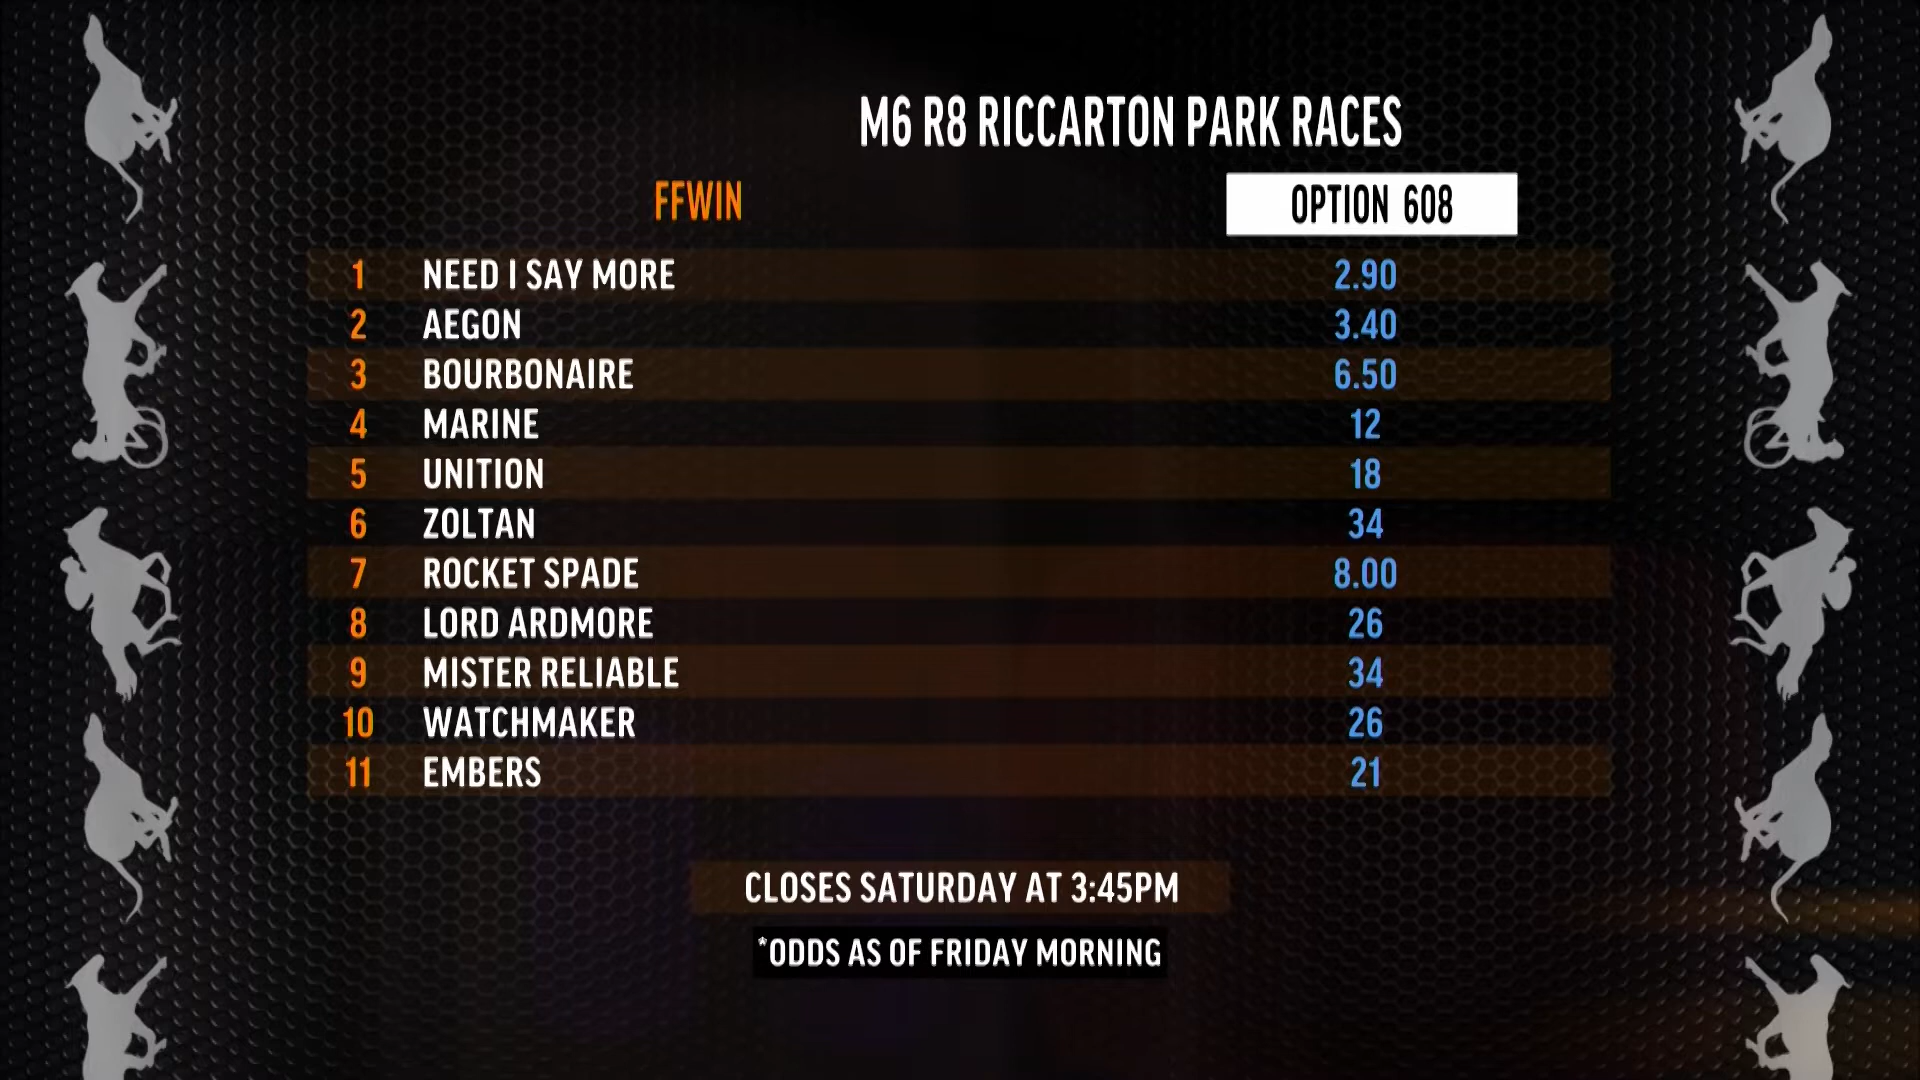 M6 R8 RICCARTON PARK RACES
FFWIN OPTION 608
1 NEED I SAY MORE 2.90
2 AEGON 3.40
3 BOURBONAIRE 6.50
4 MARINE 12
5 UNITION 18
6 ZOLTAN 34
7 ROCKET SPADE 8.00
8 LORD ARDMORE 26
9 MISTER RELIABLE 34
10 WATCHMAKER 26
11 EMBERS 21
CLOSES SATURDAY AT 3:45PM
*ODDS AS OF FRIDAY MORNING